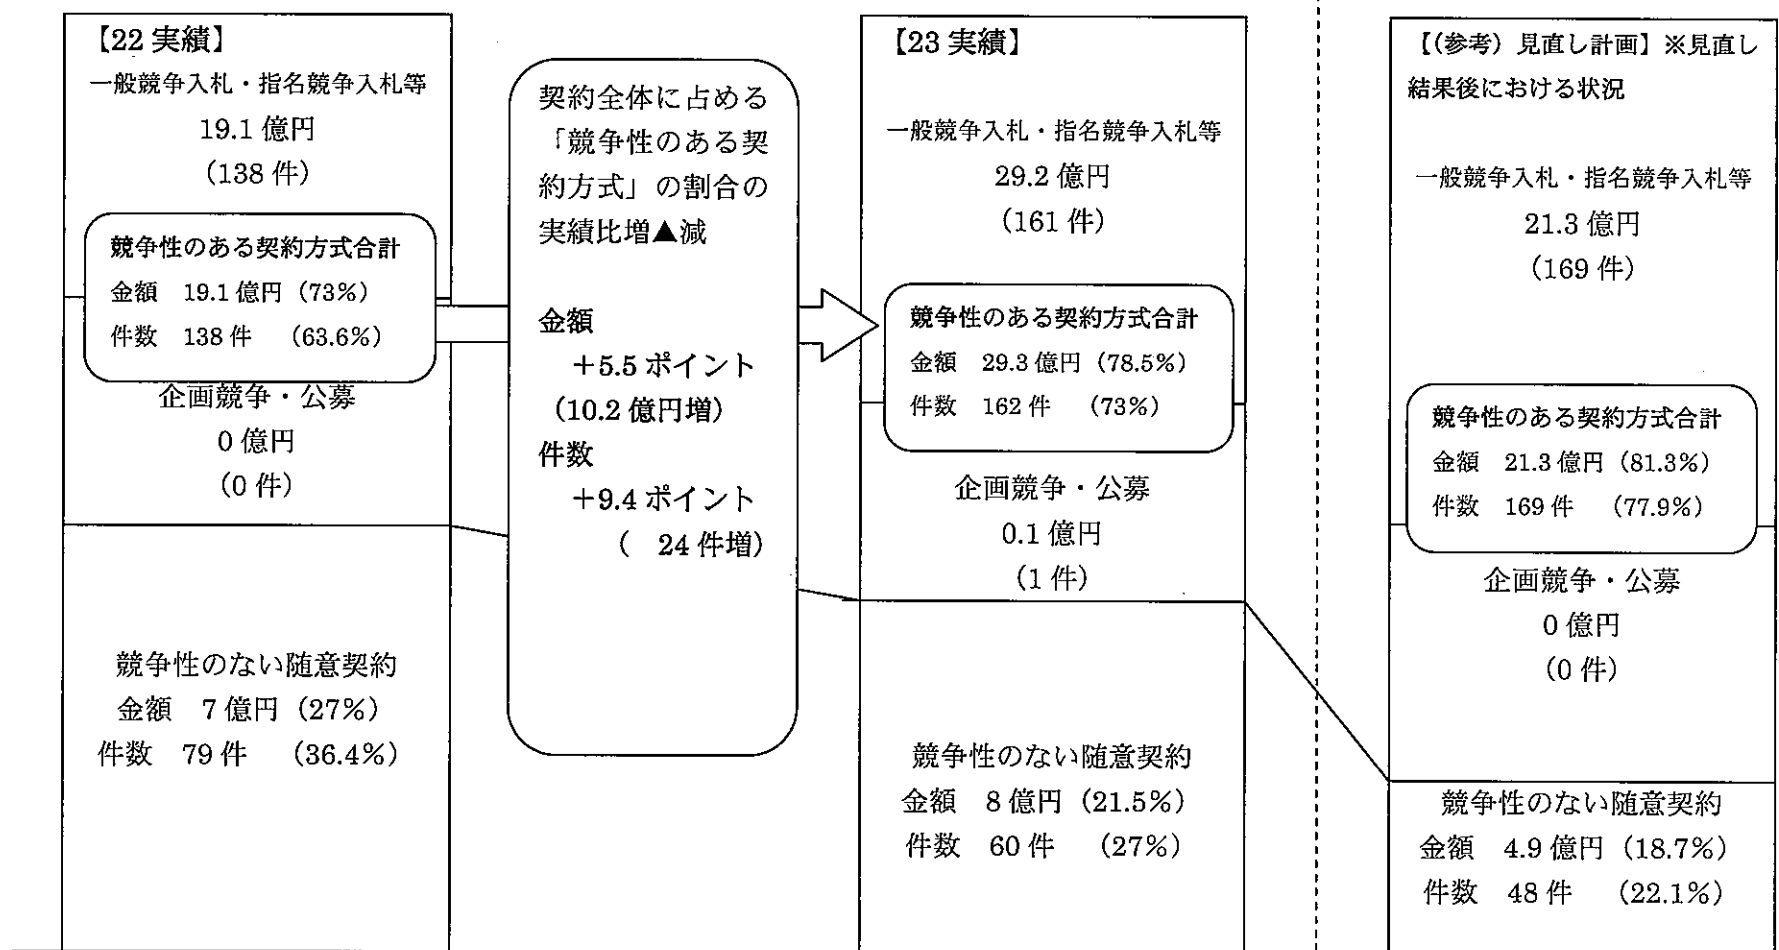 【22 実績】
一般競争入札・指名競争入札等
19.1 億円
(138 件)
競争性のある契約方式合計
金額 19.1 億円 (73%)
件数 138 件 (63.6%)
企画競争・公募
0 億円
(0 件)
競争性のない随意契約
金額 7 億円 (27%)
件数 79 件 (36.4%)
契約全体に占める
「競争性のある契
約方式」の割合の
実績比増▲減
金額
+5.5 ポイント
(10.2 億円増)
件数
+9.4 ポイント
( 24 件増)
【23 実績】
一般競争入札・指名競争入札等
29.2 億円
(161 件)
競争性のある契約方式合計
金額 29.3 億円 (78.5%)
件数 162 件 (73%)
企画競争・公募
0.1 億円
(1 件)
競争性のない随意契約
金額 8 億円 (21.5%)
件数 60 件 (27%)
【(参考) 見直し計画】※見直し
結果後における状況
一般競争入札・指名競争入札等
21.3 億円
(169 件)
競争性のある契約方式合計
金額 21.3 億円 (81.3%)
件数 169 件 (77.9%)
企画競争・公募
0 億円
(0 件)
競争性のない随意契約
金額 4.9 億円 (18.7%)
件数 48 件 (22.1%)